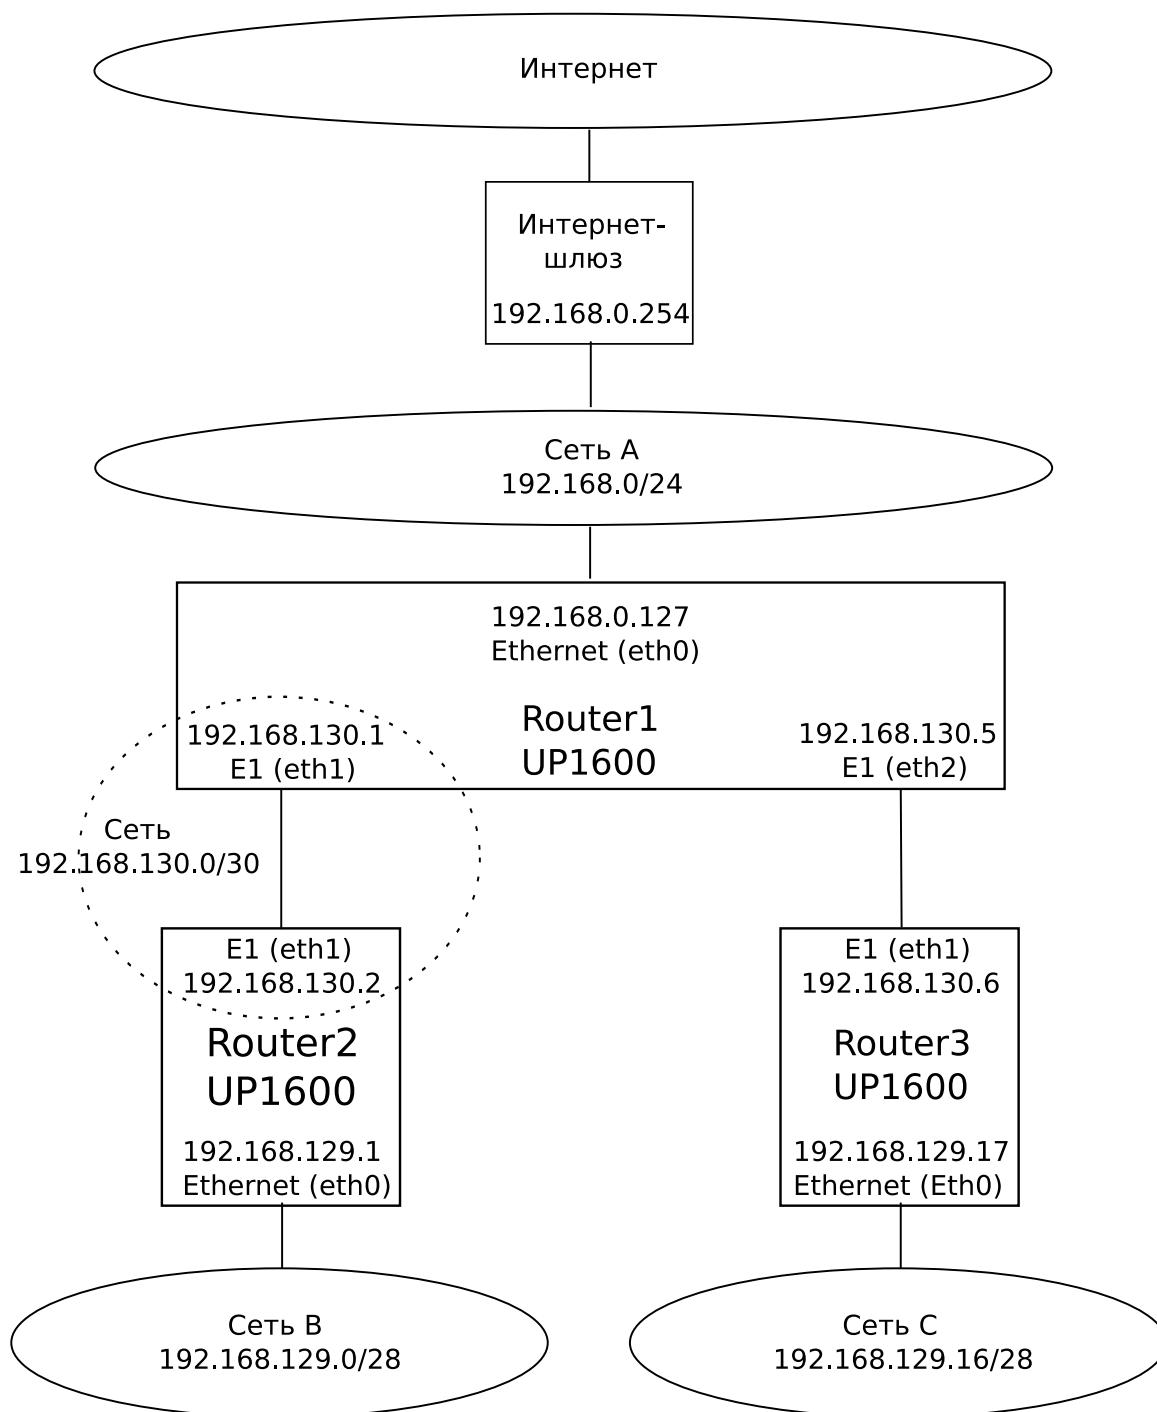 Интернет
Интернет-
шлюз
192.168.0.254
Сеть A
192.168.0/24
192.168.0.127
Ethernet (eth0)
Router1
UP1600
192.168.130.1
E1 (eth1)
192.168.130.5
E1 (eth2)
Сеть
192.168.130.0/30
E1 (eth1)
192.168.130.2
Router2
UP1600
192.168.129.1
Ethernet (eth0)
E1 (eth1)
192.168.130.6
Router3
UP1600
192.168.129.17
Ethernet (Eth0)
Сеть B
192.168.129.0/28
Сеть C
192.168.129.16/28